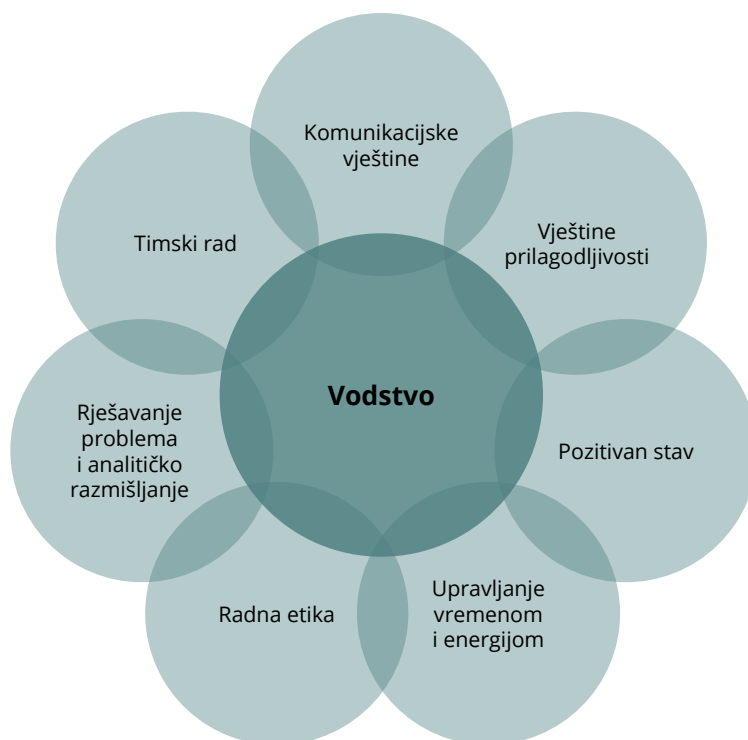 Komunikacijske
vještine
Timski rad
Vještine
prilagodljivosti
Vodstvo
Rješavanje
problema
i analitičko
razmišljanje
Pozitivan stav
Radna etika
Upravljanje
vremenom
i energijom